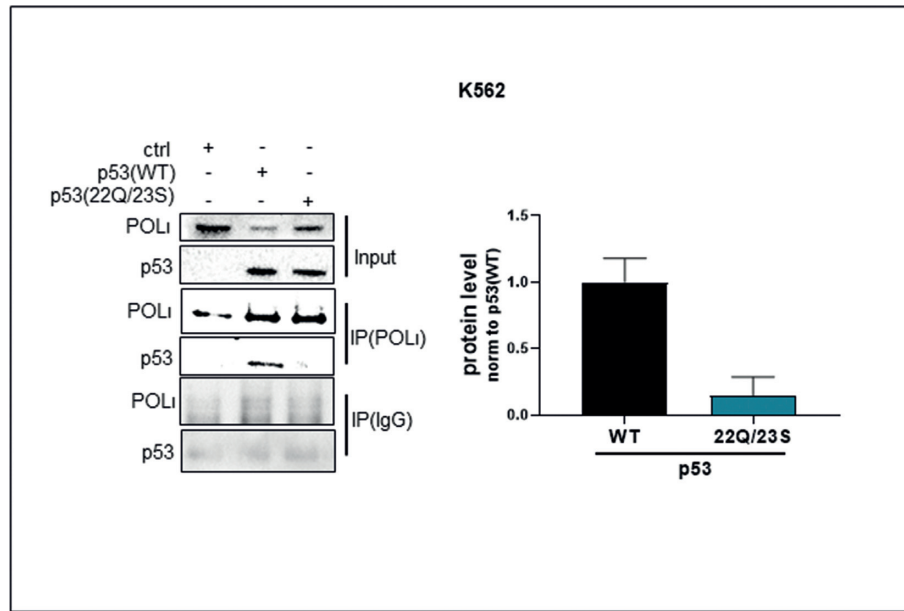 K562
ctrl + - -
p53(WT) - + -
p53(22Q/23S) - - +
POLι
p53
Input
POLι
p53
IP(POLι)
POLι
p53
IP(IgG)
protein level
norm to p53(WT)
1.5
1.0
0.5
0.0
WT 22Q/23S
p53